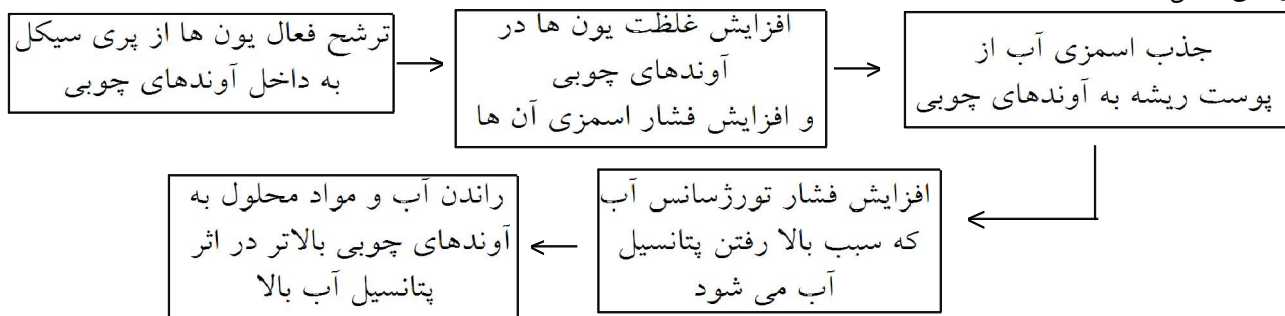 ترشح فعال یون ها از پری سیکل
به داخل آوندهای چوبی
افزایش غلظت یون ها در
آوندهای چوبی
و افزایش فشار اسمزی آن ها
جذب اسمزی آب از
پوست ریشه به آوندهای چوبی
افزایش فشار تورژسانس آب
که سبب بالا رفتن پتانسیل
آب می شود
راندن آب و مواد محلول به
آوندهای چوبی بالاتر در اثر
پتانسیل آب بالا